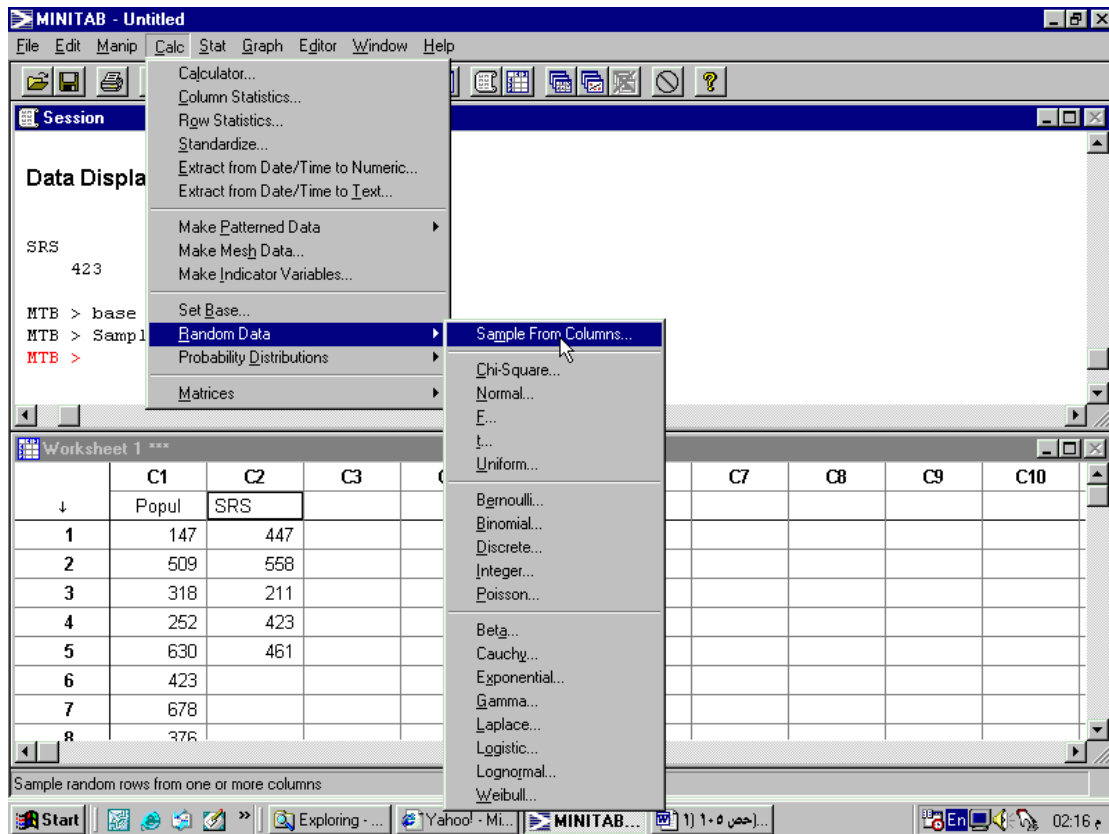 MINITAB - Untitled
File Edit Manip Calc Stat Graph Editor Window Help
Session
Data Displa
SRS
423
MTB > base
MTB > Sampl
MTB >
Calculator...
Column Statistics...
Row Statistics...
Standardize...
Extract from Date/Time to Numeric...
Extract from Date/Time to Text...
Make Patterned Data
Make Mesh Data...
Make Indicator Variables...
Set Base...
Random Data
Probability Distributions
Matrices
Sample From Columns...
Chi-Square...
Normal...
F...
t...
Uniform...
Bernoulli...
Binomial...
Discrete...
Integer...
Poisson...
Beta...
Cauchy...
Exponential...
Gamma...
Laplace...
Logistic...
Lognormal...
Weibull...
Worksheet 1 ***
C1 C2 C3 C7 C8 C9 C10
↓ Popul SRS
1 147 447
2 509 558
3 318 211
4 252 423
5 630 461
6 423
7 678
8 376
Sample random rows from one or more columns
Start » Exploring - ... Yahoo! - Mi... MINITAB... حص ١٠٥ (١)... En 02:16 م